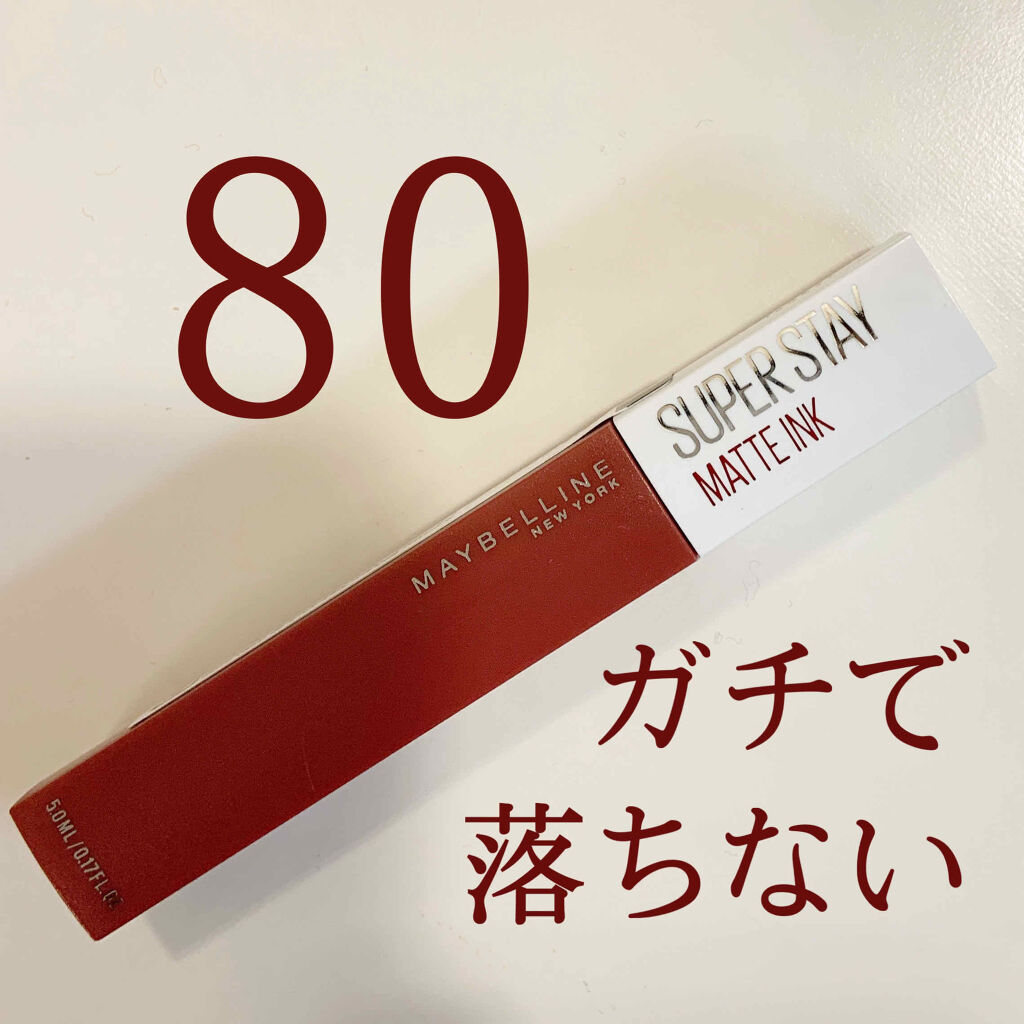 80
SUPER STAY
MATTE INK
MAYBELLINE
NEW YORK
ガチで
落ちない
5.0ML/0.17FL.OZ